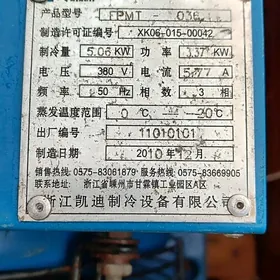 产品型号 FPMT - 03E
制造许可证编号 XK06-015-00042
制冷量 5.06 KW 功率 3.37 KW
电压 380 V 电流 5.77 A
频率 50 Hz 相数 3 相
蒸发温度范围 0 ℃ — -20℃
出厂编号 11010101
制造日期 2010 年 12 月
销售热线: 0575-83061879 服务热线: 0575-83669905
联系地址: 浙江省嵊州市甘霖镇工业园区A区
浙江凯迪制冷设备有限公司